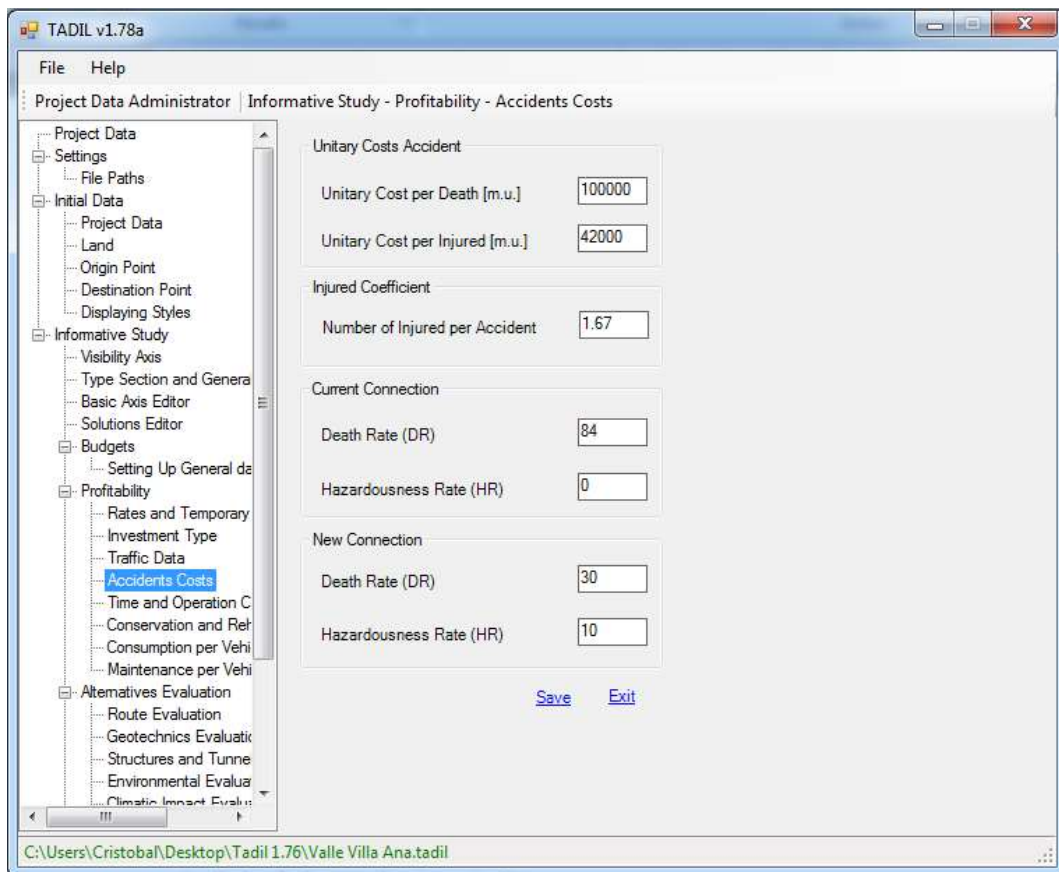 TADIL v1.78a
File Help
Project Data Administrator Informative Study - Profitability - Accidents Costs
Project Data
Settings
File Paths
Initial Data
Project Data
Land
Origin Point
Destination Point
Displaying Styles
Informative Study
Visibility Axis
Type Section and Genera
Basic Axis Editor
Solutions Editor
Budgets
Setting Up General da
Profitability
Rates and Temporary
Investment Type
Traffic Data
Accidents Costs
Time and Operation C
Conservation and Reh
Consumption per Vehi
Maintenance per Vehi
Alternatives Evaluation
Route Evaluation
Geotechnics Evaluatio
Structures and Tunne
Environmental Evalua
Climatic Impact Evalu
Unitary Costs Accident
Unitary Cost per Death [m.u.] 100000
Unitary Cost per Injured [m.u.] 42000
Injured Coefficient
Number of Injured per Accident 1.67
Current Connection
Death Rate (DR) 84
Hazardousness Rate (HR) 0
New Connection
Death Rate (DR) 30
Hazardousness Rate (HR) 10
Save Exit
C:\Users\Cristobal\Desktop\Tadil 1.76\Valle Villa Ana.tadil